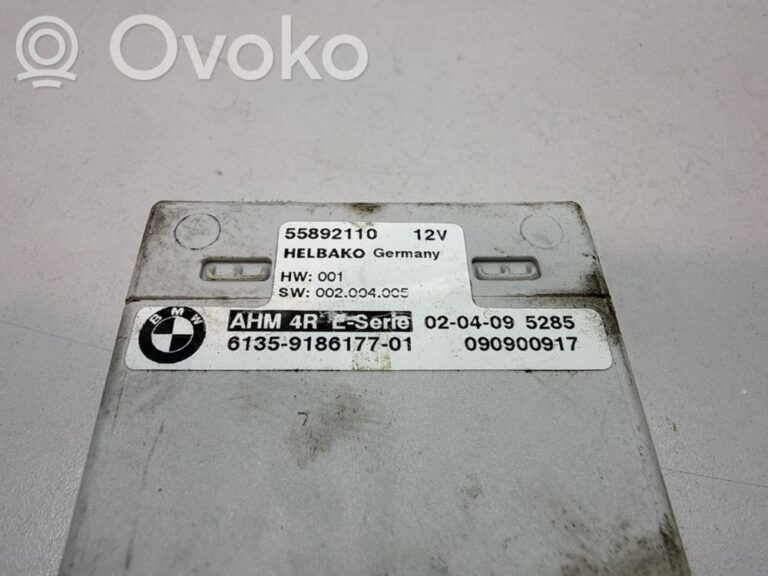 Ovoko
55892110 12V
HELBAKO Germany
HW: 001
SW: 002.004.005
BMW
AHM 4R E-Serie 02-04-09 5285
6135-9186177-01 090900917